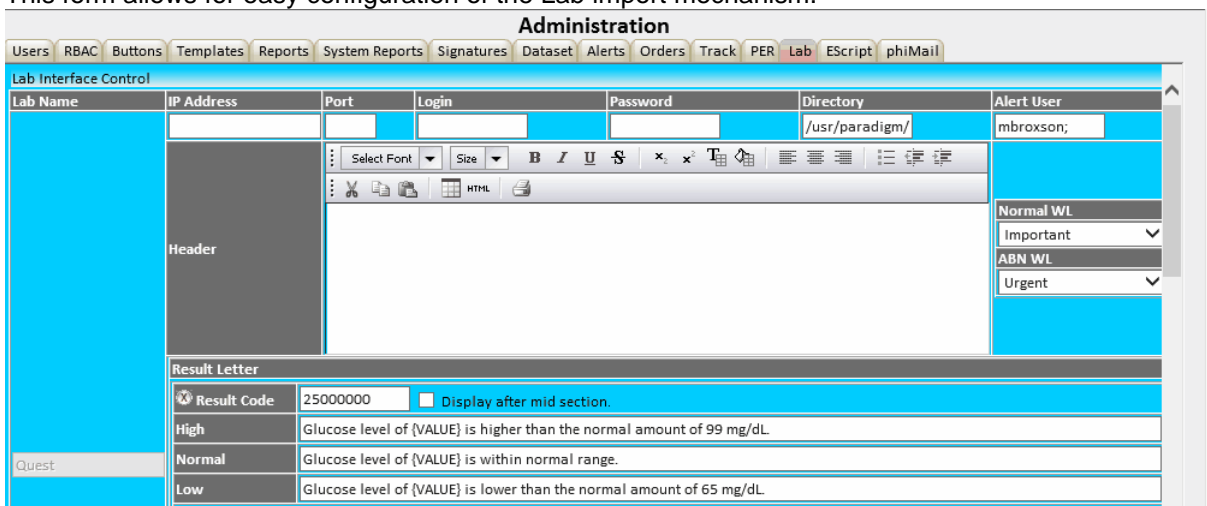 This form allows for easy configuration of the Lab import mechanism.
Administration
Users RBAC Buttons Templates Reports System Reports Signatures Dataset Alerts Orders Track PER Lab EScript phiMail
Lab Interface Control
Lab Name IP Address Port Login Password Directory Alert User
/usr/paradigm/ mbroxson;
Select Font Size B I U S x₂ x² T
HTML
Normal WL
Important
Header
ABN WL
Urgent
Result Letter
Result Code 25000000 Display after mid section.
High Glucose level of {VALUE} is higher than the normal amount of 99 mg/dL.
Normal Glucose level of {VALUE} is within normal range.
Quest
Low Glucose level of {VALUE} is lower than the normal amount of 65 mg/dL.